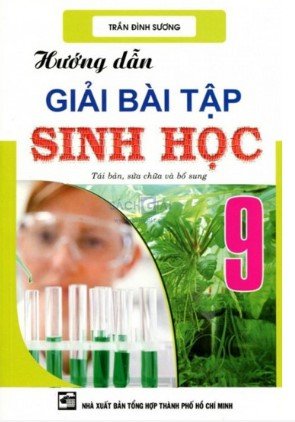 TRẦN ĐÌNH SƯƠNG
Hướng dẫn
GIẢI BÀI TẬP
SINH HỌC
Tái bản, sửa chữa và bổ sung
9
NHÀ XUẤT BẢN TỔNG HỢP THÀNH PHỐ HỒ CHÍ MINH